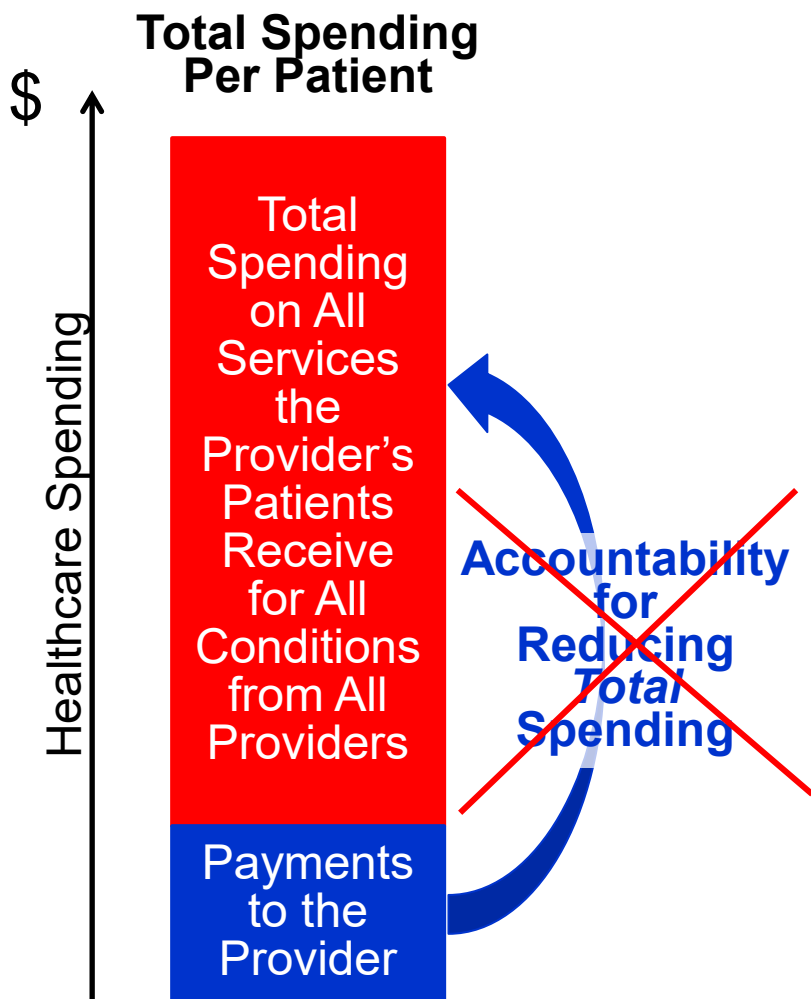 Total Spending
Per Patient
$
Healthcare Spending
Total
Spending
on All
Services
the
Provider’s
Patients
Receive
for All
Conditions
from All
Providers
Accountability
for
Reducing
Total
Spending
Payments
to the
Provider